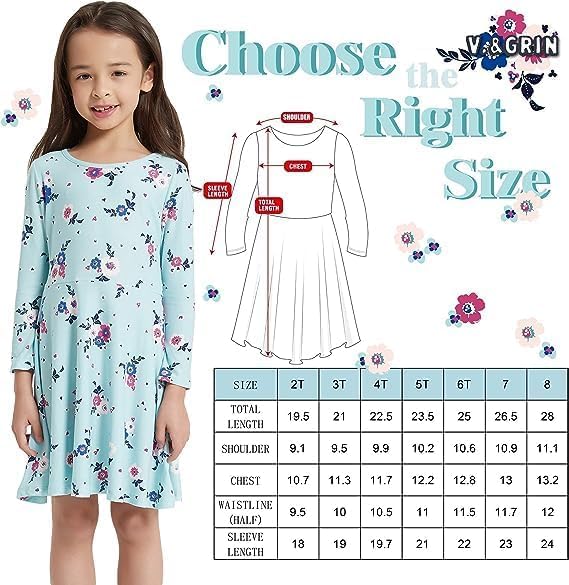 V&GRIN
Choose
the
Right
Size
SHOULDER
CHEST
SLEEVE LENGTH
TOTAL LENGTH
SIZE 2T 3T 4T 5T 6T 7 8
TOTAL LENGTH 19.5 21 22.5 23.5 25 26.5 28
SHOULDER 9.1 9.5 9.9 10.2 10.6 10.9 11.1
CHEST 10.7 11.3 11.7 12.2 12.8 13 13.2
WAISTLINE (HALF) 9.5 10 10.5 11 11.5 11.7 12
SLEEVE LENGTH 18 19 19.7 21 22 23 24